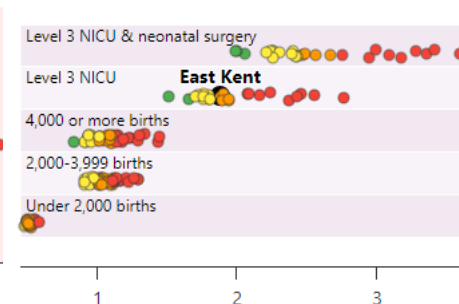 Level 3 NICU & neonatal surgery
Level 3 NICU
East Kent
4,000 or more births
2,000-3,999 births
Under 2,000 births
1 2 3